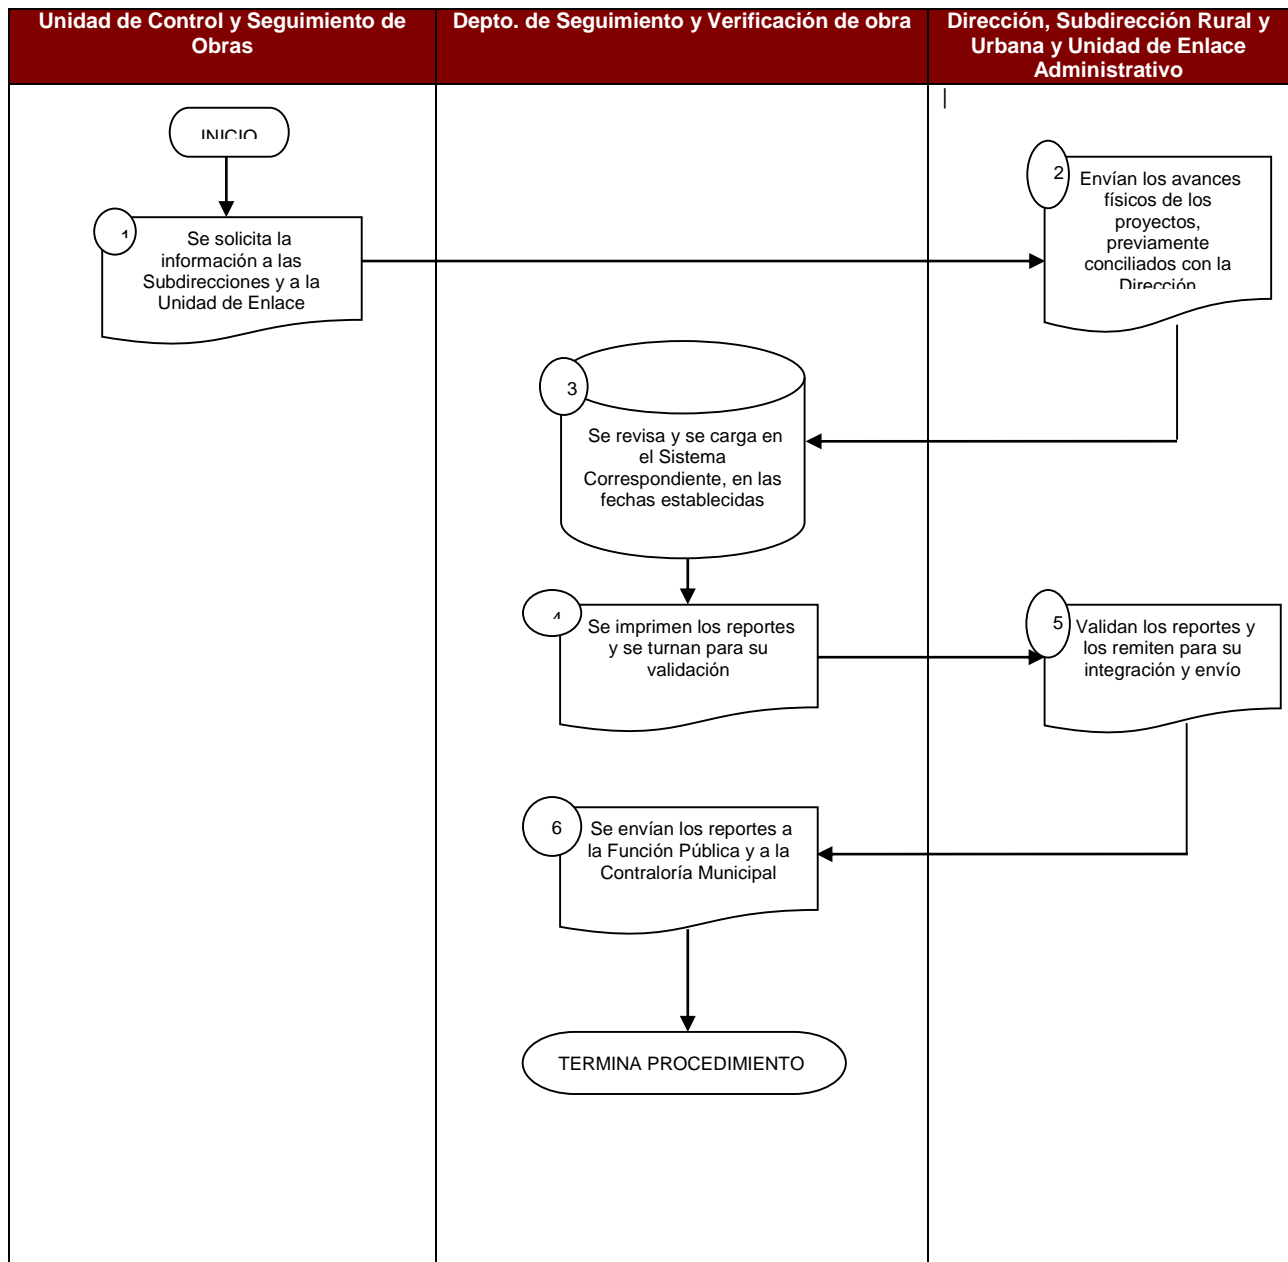 Unidad de Control y Seguimiento de
Obras
Depto. de Seguimiento y Verificación de obra
Dirección, Subdirección Rural y
Urbana y Unidad de Enlace
Administrativo
INICIO
1
Se solicita la
información a las
Subdirecciones y a la
Unidad de Enlace
2
Envían los avances
físicos de los
proyectos,
previamente
conciliados con la
Dirección
3
Se revisa y se carga en
el Sistema
Correspondiente, en las
fechas establecidas
4
Se imprimen los reportes
y se turnan para su
validación
5
Validan los reportes y
los remiten para su
integración y envío
6
Se envían los reportes a
la Función Pública y a la
Contraloría Municipal
TERMINA PROCEDIMIENTO